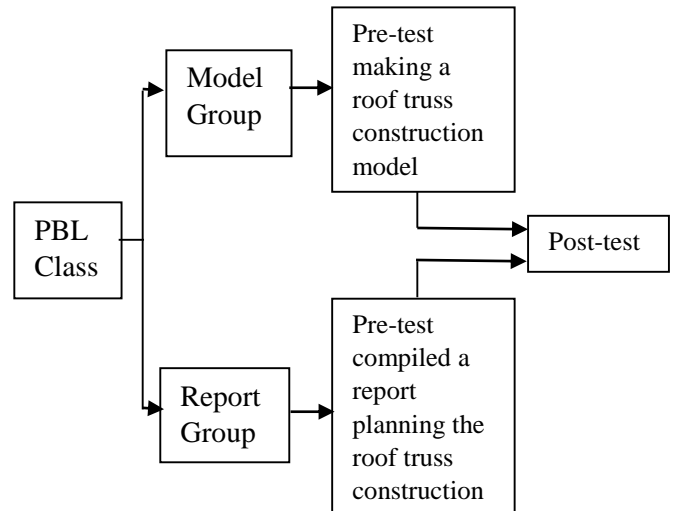 Model
Group
Pre-test
making a
roof truss
construction
model
PBL
Class
Post-test
Report
Group
Pre-test
compiled a
report
planning the
roof truss
construction